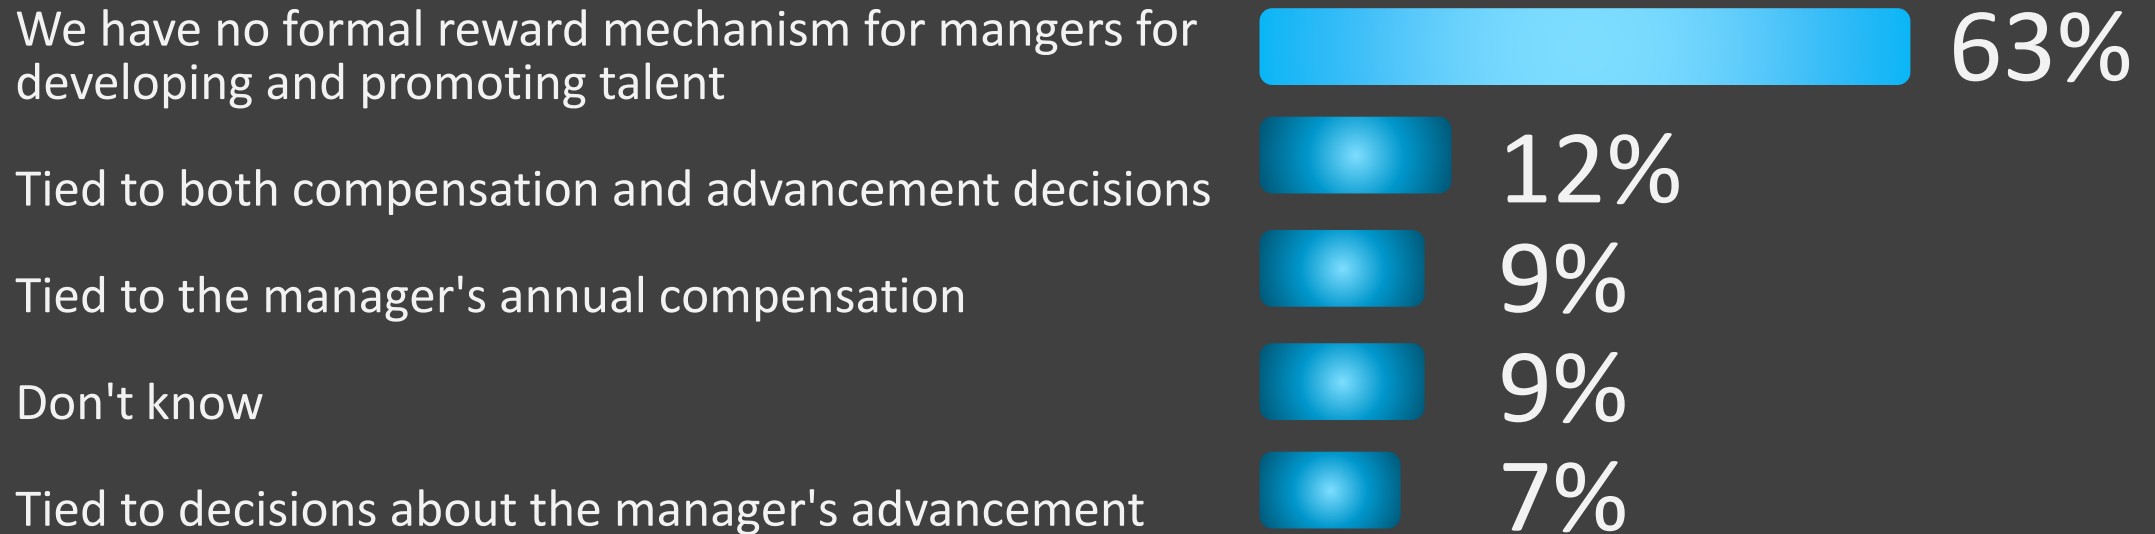 We have no formal reward mechanism for mangers for
developing and promoting talent
63%
Tied to both compensation and advancement decisions
12%
Tied to the manager's annual compensation
9%
Don't know
9%
Tied to decisions about the manager's advancement
7%